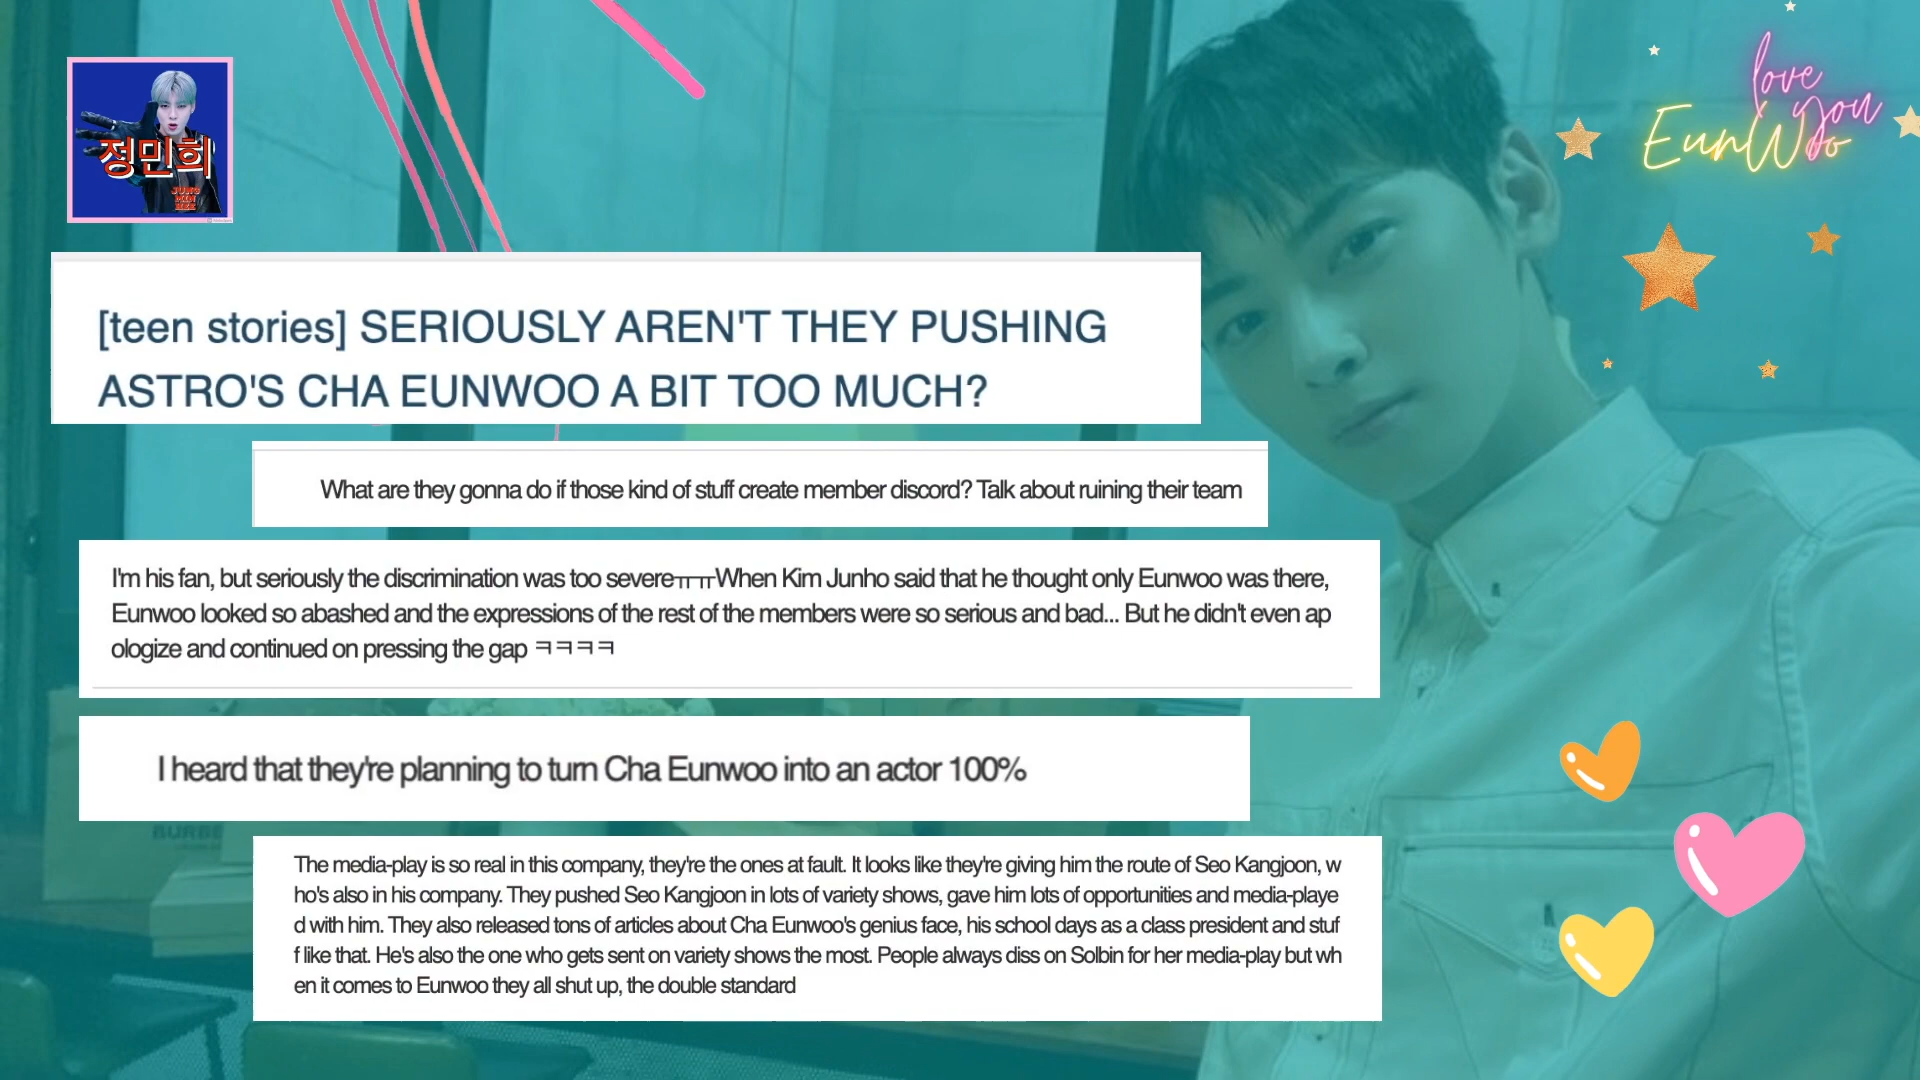 love
you
EunWoo
정민희
JUNG
MIN
HEE
[teen stories] SERIOUSLY AREN'T THEY PUSHING
ASTRO'S CHA EUNWOO A BIT TOO MUCH?
What are they gonna do if those kind of stuff create member discord? Talk about ruining their team
I'm his fan, but seriously the discrimination was too severeㅠㅠWhen Kim Junho said that he thought only Eunwoo was there,
Eunwoo looked so abashed and the expressions of the rest of the members were so serious and bad... But he didn't even ap
ologize and continued on pressing the gap ㅋㅋㅋㅋ
I heard that they're planning to turn Cha Eunwoo into an actor 100%
BURBE
The media-play is so real in this company, they're the ones at fault. It looks like they're giving him the route of Seo Kangjoon, w
ho's also in his company. They pushed Seo Kangjoon in lots of variety shows, gave him lots of opportunities and media-playe
d with him. They also released tons of articles about Cha Eunwoo's genius face, his school days as a class president and stuf
f like that. He's also the one who gets sent on variety shows the most. People always diss on Solbin for her media-play but wh
en it comes to Eunwoo they all shut up, the double standard